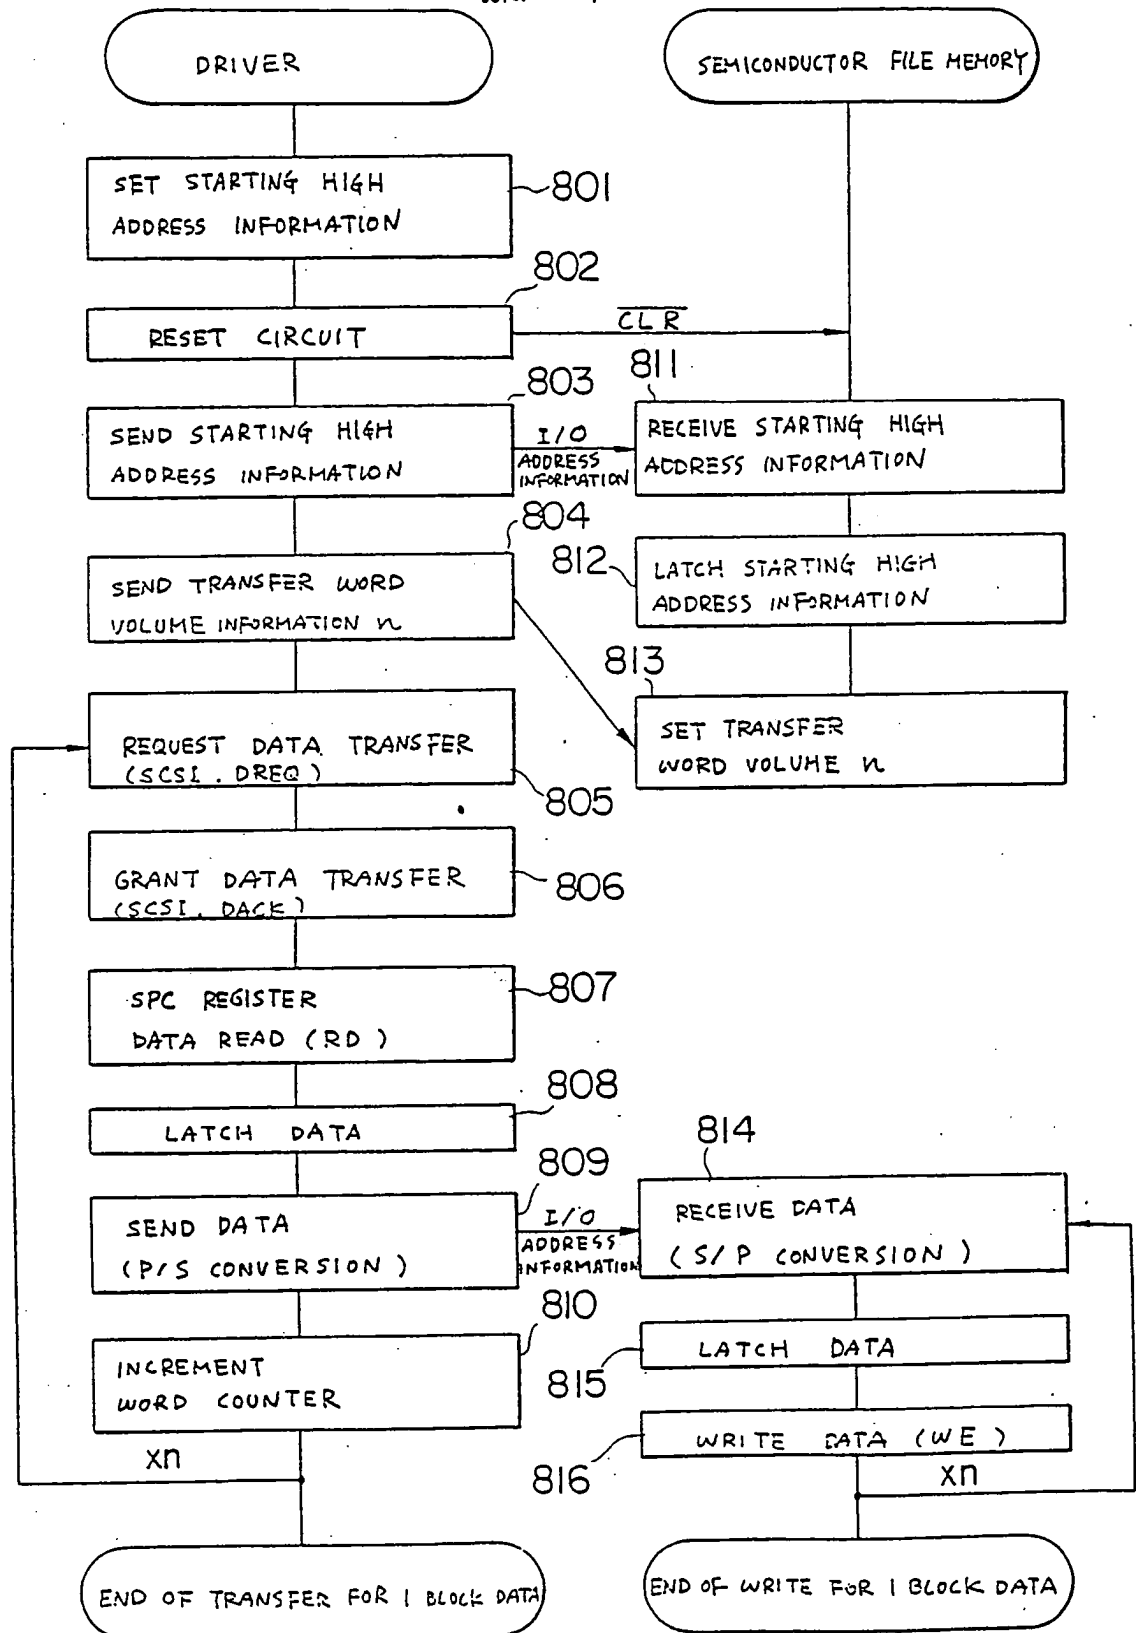 DRIVER
SEMICONDUCTOR FILE MEMORY
SET STARTING HIGH
ADDRESS INFORMATION
801
802
RESET CIRCUIT
CLR
803
811
SEND STARTING HIGH
ADDRESS INFORMATION
I/O
ADDRESS
INFORMATION
RECEIVE STARTING HIGH
ADDRESS INFORMATION
804
812
SEND TRANSFER WORD
VOLUME INFORMATION n
LATCH STARTING HIGH
ADDRESS INFORMATION
813
REQUEST DATA TRANSFER
(SCSI. DREQ)
805
SET TRANSFER
WORD VOLUME n
GRANT DATA TRANSFER
(SCSI. DACK)
806
SPC REGISTER
DATA READ (RD)
807
808
LATCH DATA
814
809
SEND DATA
(P/S CONVERSION)
I/O
ADDRESS
INFORMATION
RECEIVE DATA
(S/P CONVERSION)
810
INCREMENT
WORD COUNTER
815
LATCH DATA
816
WRITE DATA (WE)
xn
xn
END OF TRANSFER FOR 1 BLOCK DATA
END OF WRITE FOR 1 BLOCK DATA